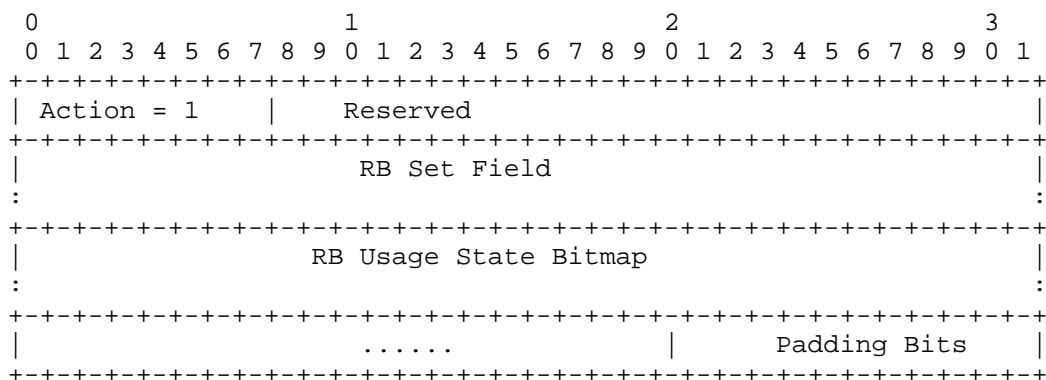 0                   1                   2                   3
 0 1 2 3 4 5 6 7 8 9 0 1 2 3 4 5 6 7 8 9 0 1 2 3 4 5 6 7 8 9 0 1
+-+-+-+-+-+-+-+-+-+-+-+-+-+-+-+-+-+-+-+-+-+-+-+-+-+-+-+-+-+-+-+-+
| Action = 1    |    Reserved                                   |
+-+-+-+-+-+-+-+-+-+-+-+-+-+-+-+-+-+-+-+-+-+-+-+-+-+-+-+-+-+-+-+-+
|                     RB Set Field                              |
:                                                               :
+-+-+-+-+-+-+-+-+-+-+-+-+-+-+-+-+-+-+-+-+-+-+-+-+-+-+-+-+-+-+-+-+
|                  RB Usage State Bitmap                        |
:                                                               :
+-+-+-+-+-+-+-+-+-+-+-+-+-+-+-+-+-+-+-+-+-+-+-+-+-+-+-+-+-+-+-+-+
|                     ......             |      Padding Bits    |
+-+-+-+-+-+-+-+-+-+-+-+-+-+-+-+-+-+-+-+-+-+-+-+-+-+-+-+-+-+-+-+-+